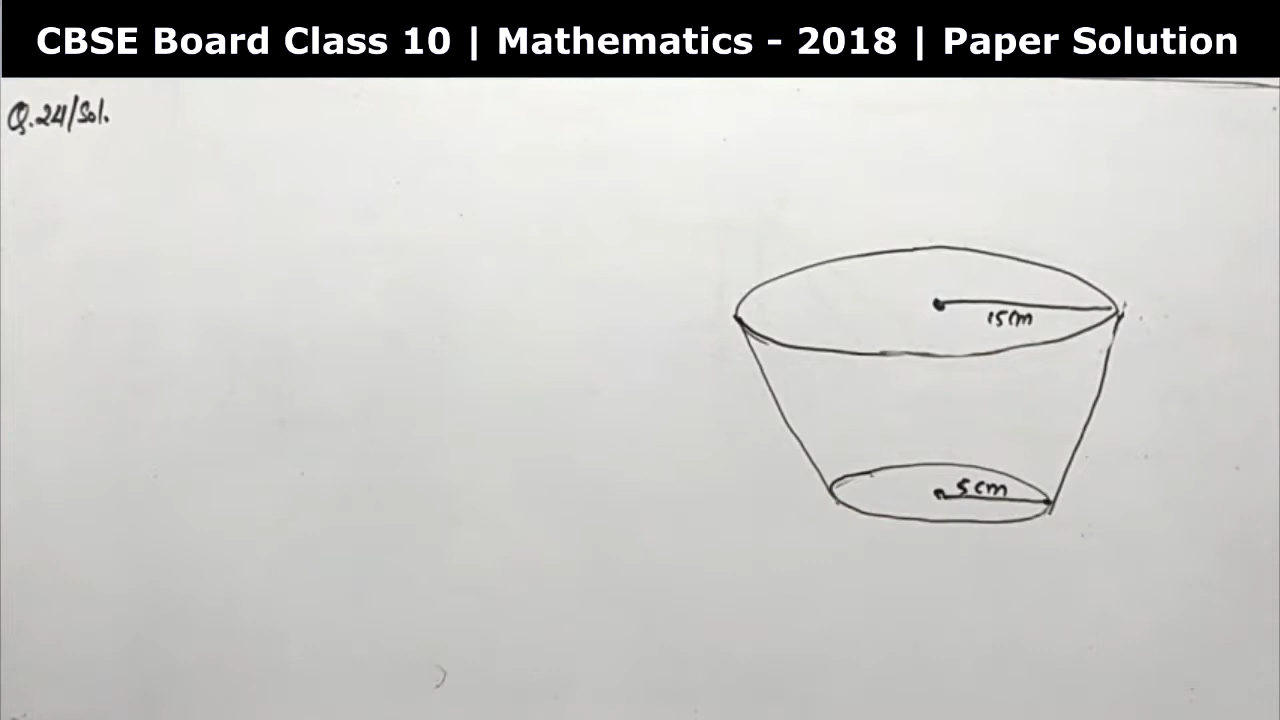 CBSE Board Class 10 | Mathematics - 2018 | Paper Solution
Q.24/Sol.
15cm
5cm